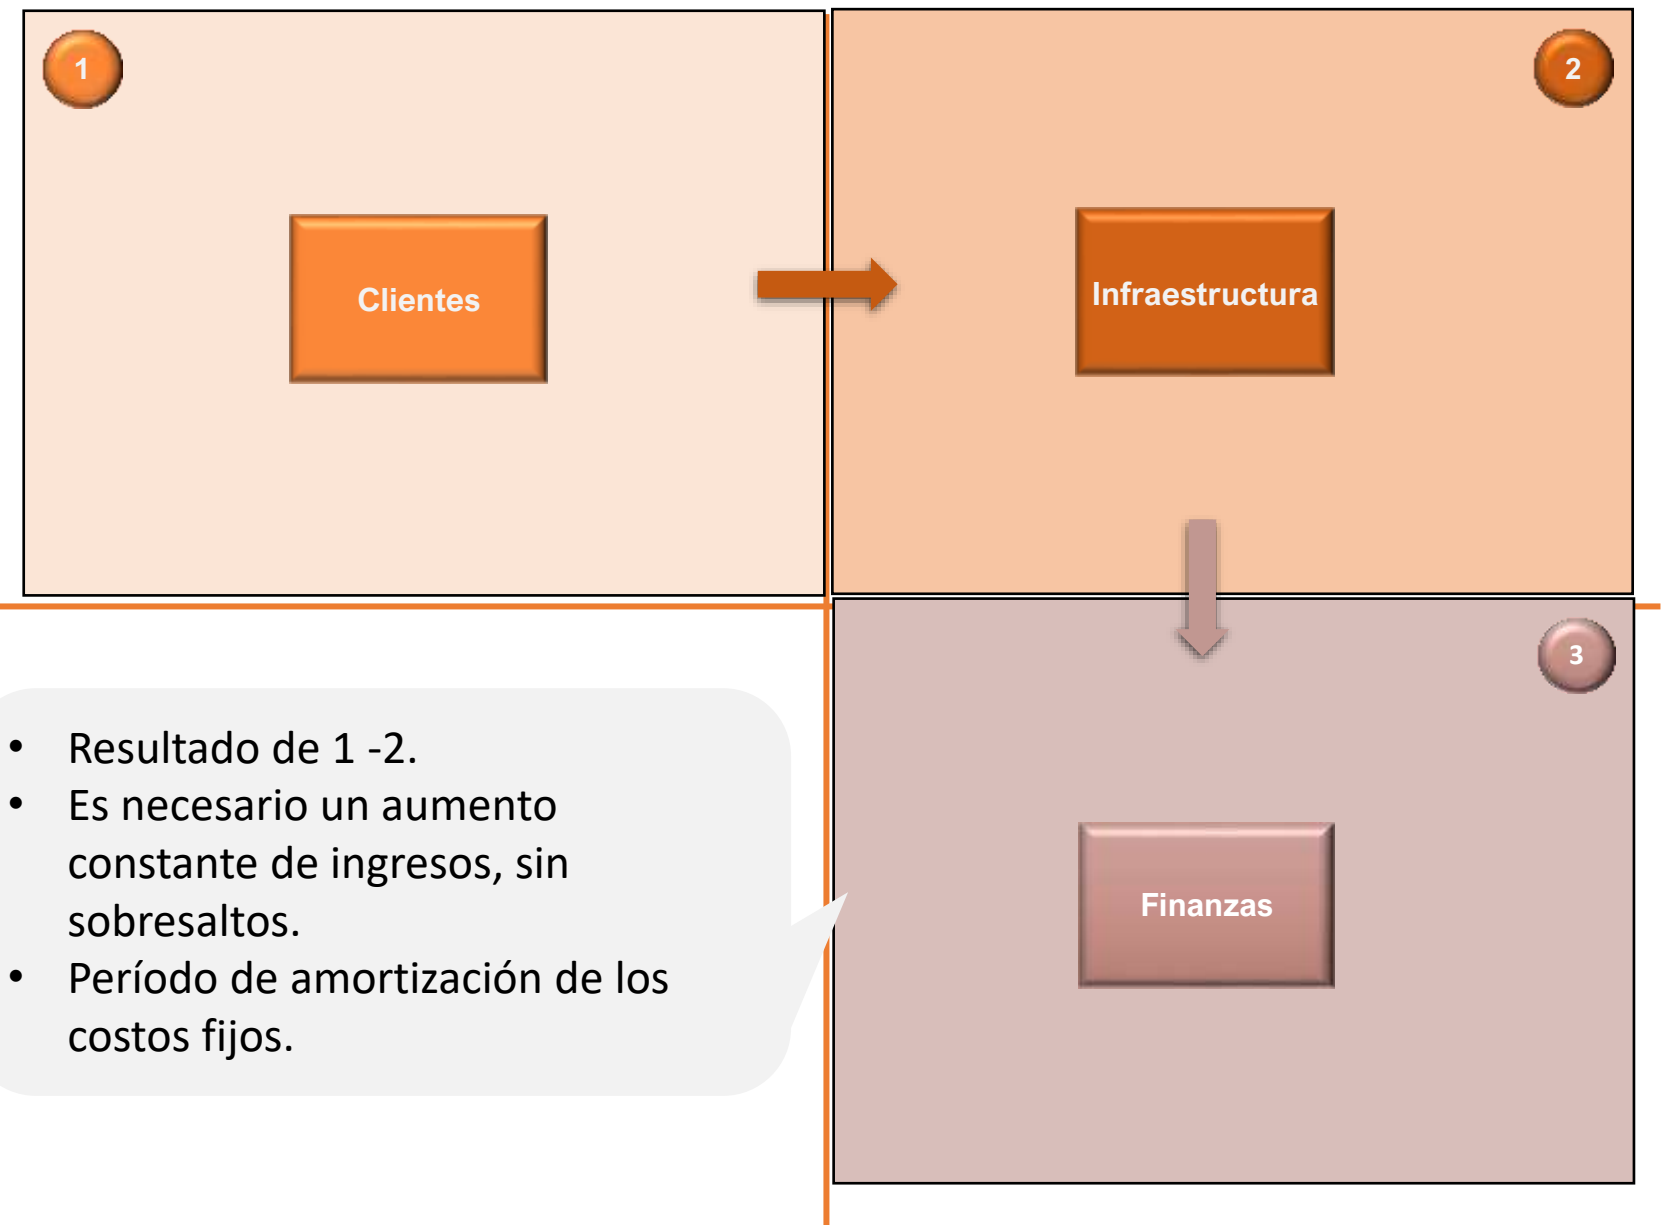 1
2
Clientes
Infraestructura
3
• Resultado de 1 -2.
• Es necesario un aumento
constante de ingresos, sin
sobresaltos.
• Período de amortización de los
costos fijos.
Finanzas